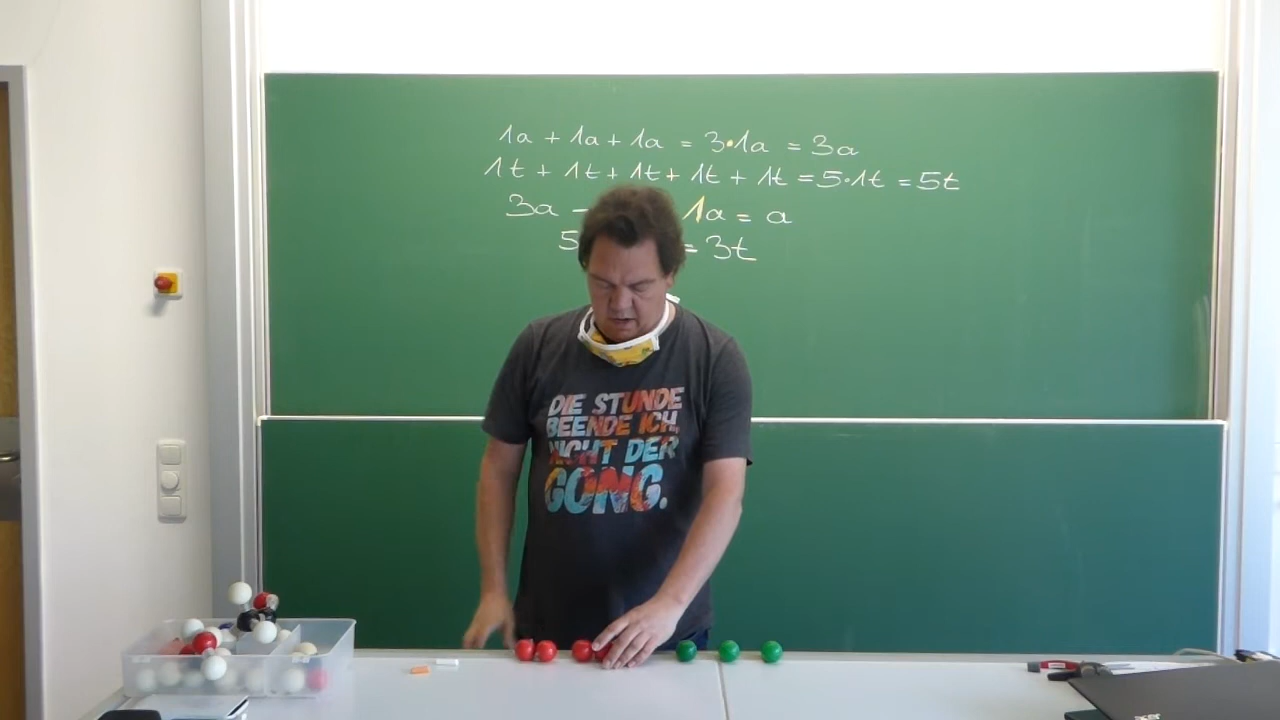 1a + 1a + 1a = 3·1a = 3a
1t + 1t + 1t + 1t + 1t = 5·1t = 5t
3a - 1a = a
5 = 3t
DIE STUNDE
BEENDE ICH,
NICHT DER
GONG.
acer